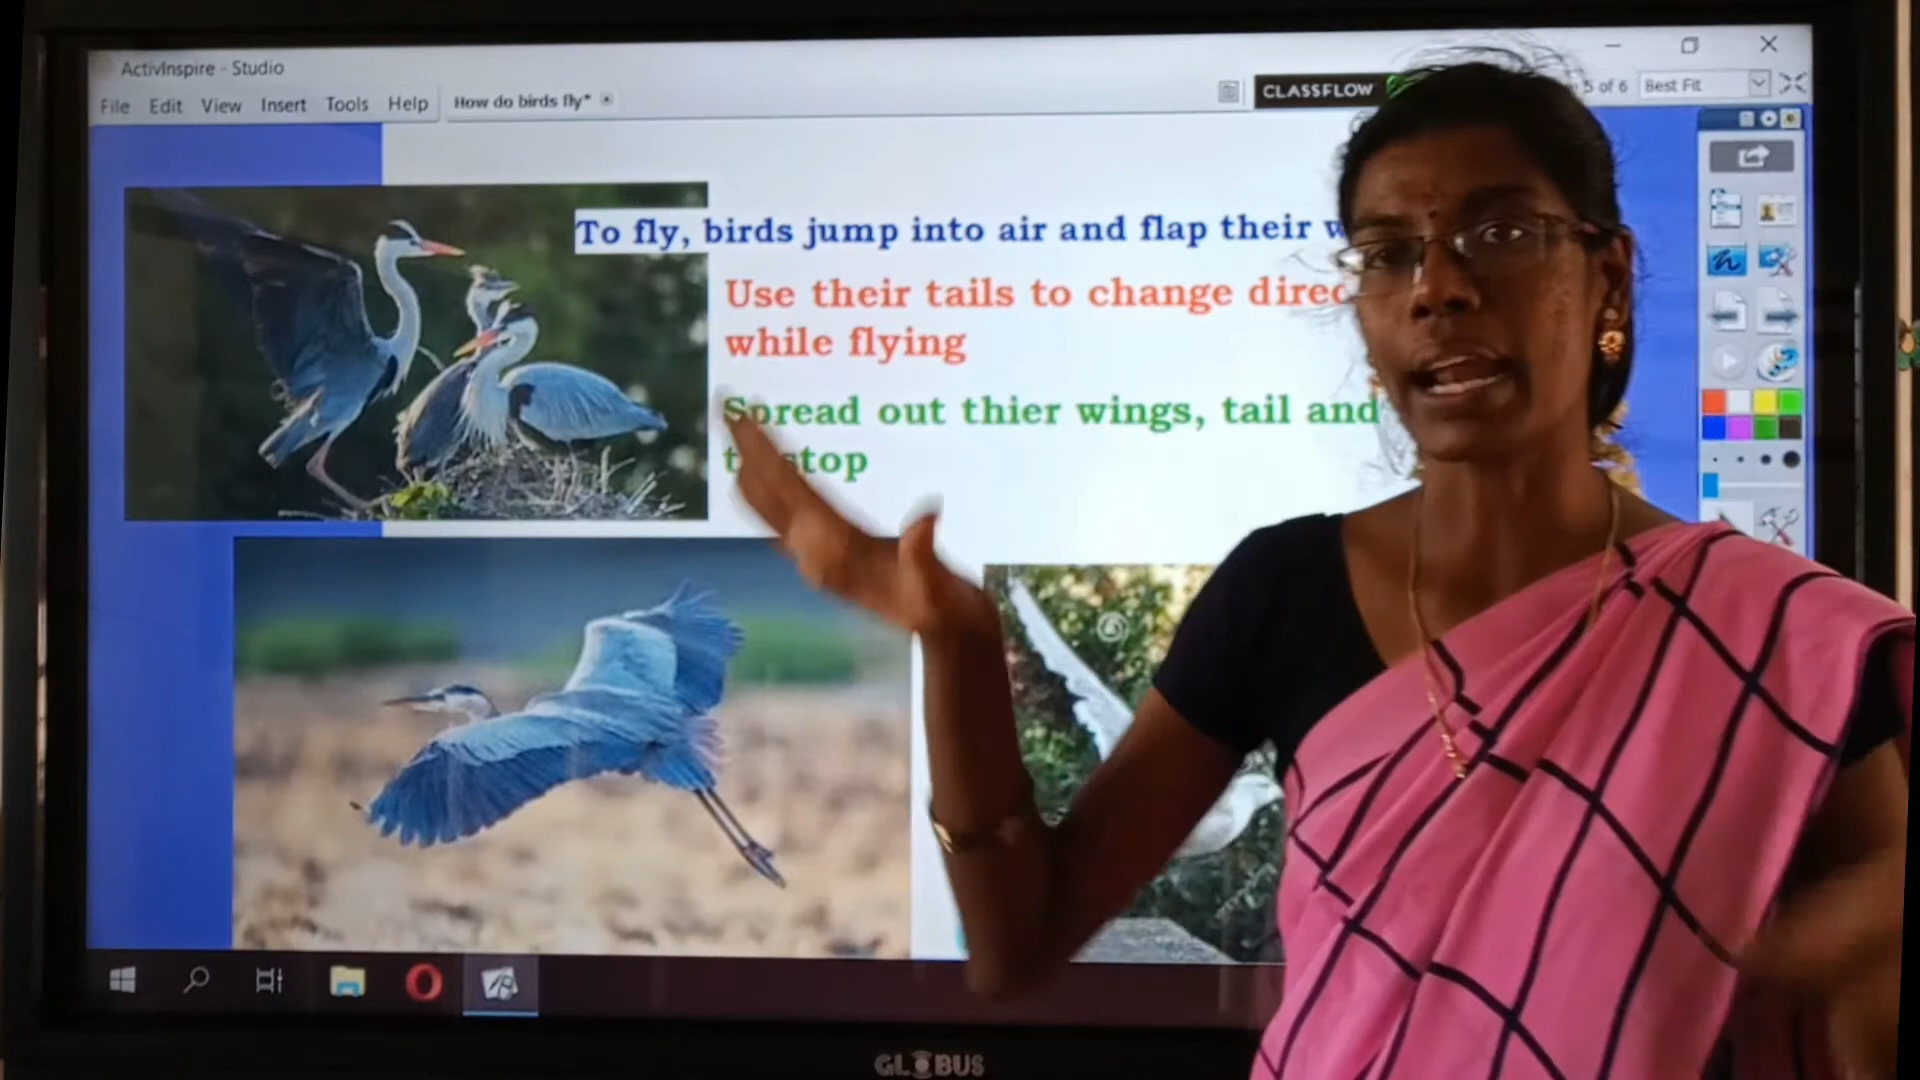 ActivInspire - Studio
File Edit View Insert Tools Help
How do birds fly*
CLASSFLOW
5 of 6
Best Fit
To fly, birds jump into air and flap their
Use their tails to change
while flying
Spread out thier wings, tail and
stop
GLOBUS